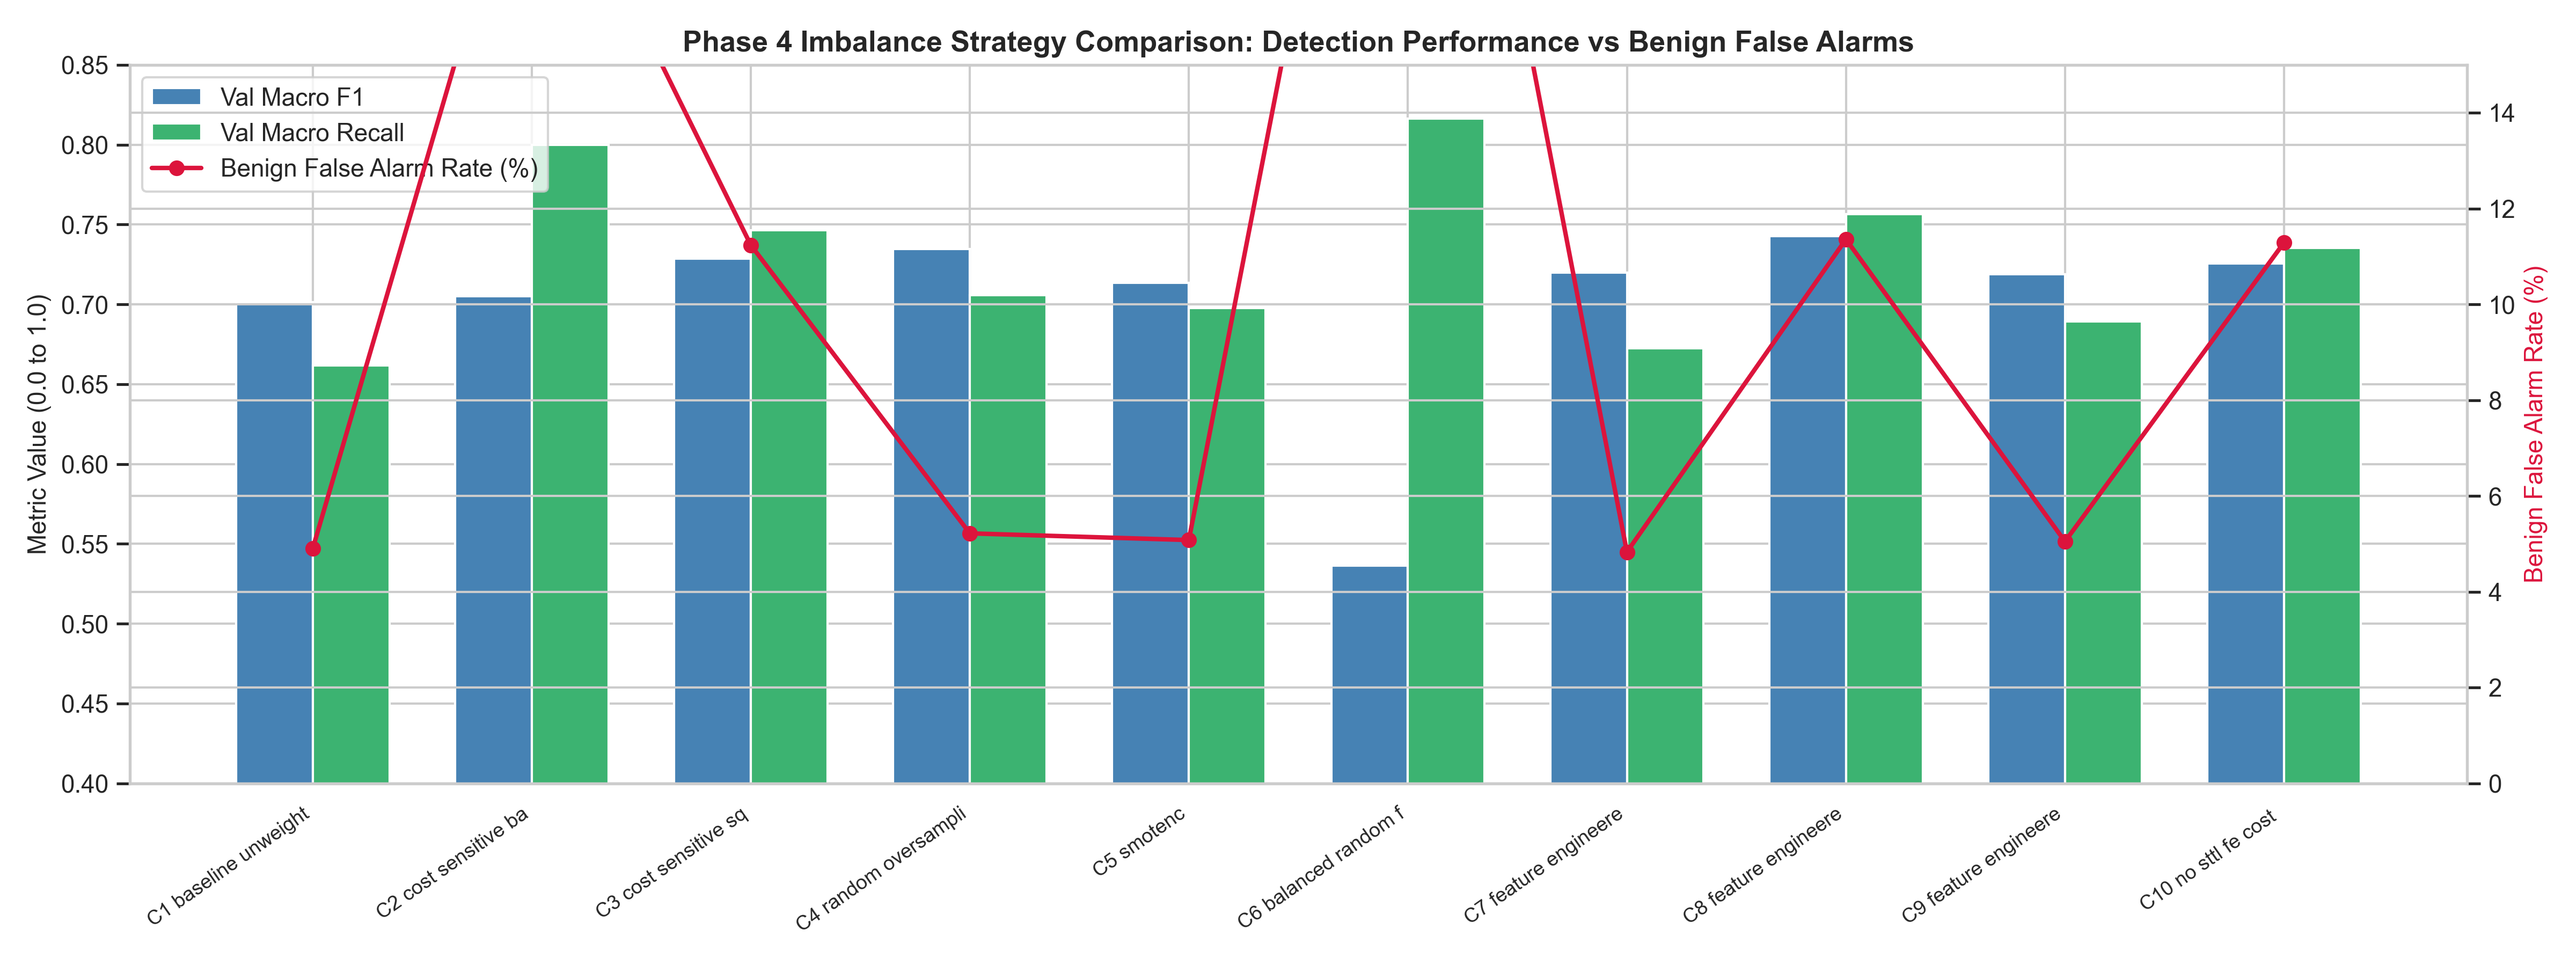 Phase 4 Imbalance Strategy Comparison: Detection Performance vs Benign False Alarms
Val Macro F1
Val Macro Recall
Benign False Alarm Rate (%)
Metric Value (0.0 to 1.0)
0.85
0.80
0.75
0.70
0.65
0.60
0.55
0.50
0.45
0.40
14
12
10
8
6
4
2
0
Benign False Alarm Rate (%)
C1 baseline unweight
C2 cost sensitive ba
C3 cost sensitive sq
C4 random oversampli
C5 smotenc
C6 balanced random f
C7 feature engineere
C8 feature engineere
C9 feature engineere
C10 no sttl fe cost